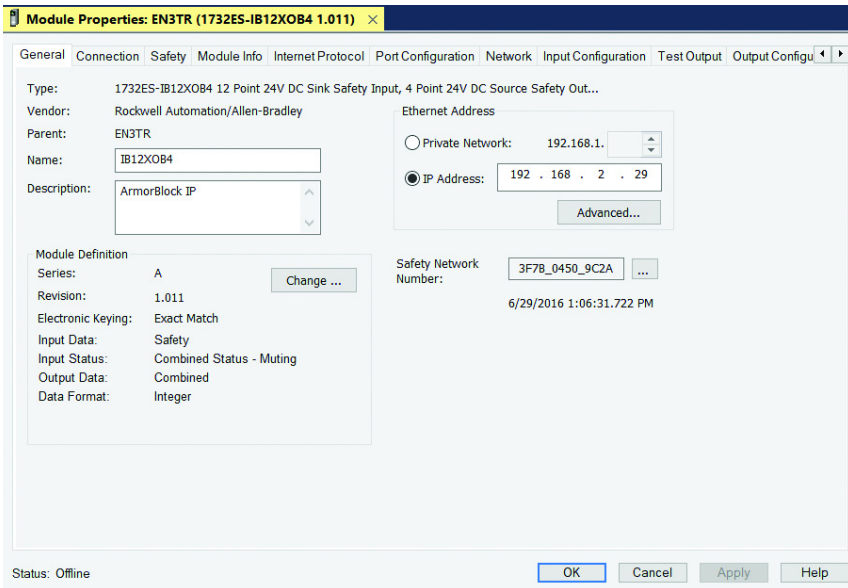 Module Properties: EN3TR (1732ES-IB12XOB4 1.011) ×
General Connection Safety Module Info Internet Protocol Port Configuration Network Input Configuration Test Output Output Configu
Type: 1732ES-IB12XOB4 12 Point 24V DC Sink Safety Input, 4 Point 24V DC Source Safety Out...
Vendor: Rockwell Automation/Allen-Bradley
Parent: EN3TR
Name: IB12XOB4
Description: ArmorBlock IP
Ethernet Address
Private Network: 192.168.1.
IP Address: 192 . 168 . 2 . 29
Advanced...
Module Definition
Series: A
Change ...
Revision: 1.011
Electronic Keying: Exact Match
Input Data: Safety
Input Status: Combined Status - Muting
Output Data: Combined
Data Format: Integer
Safety Network
Number:
3F7B_0450_9C2A
...
6/29/2016 1:06:31.722 PM
Status: Offline
OK Cancel Apply Help